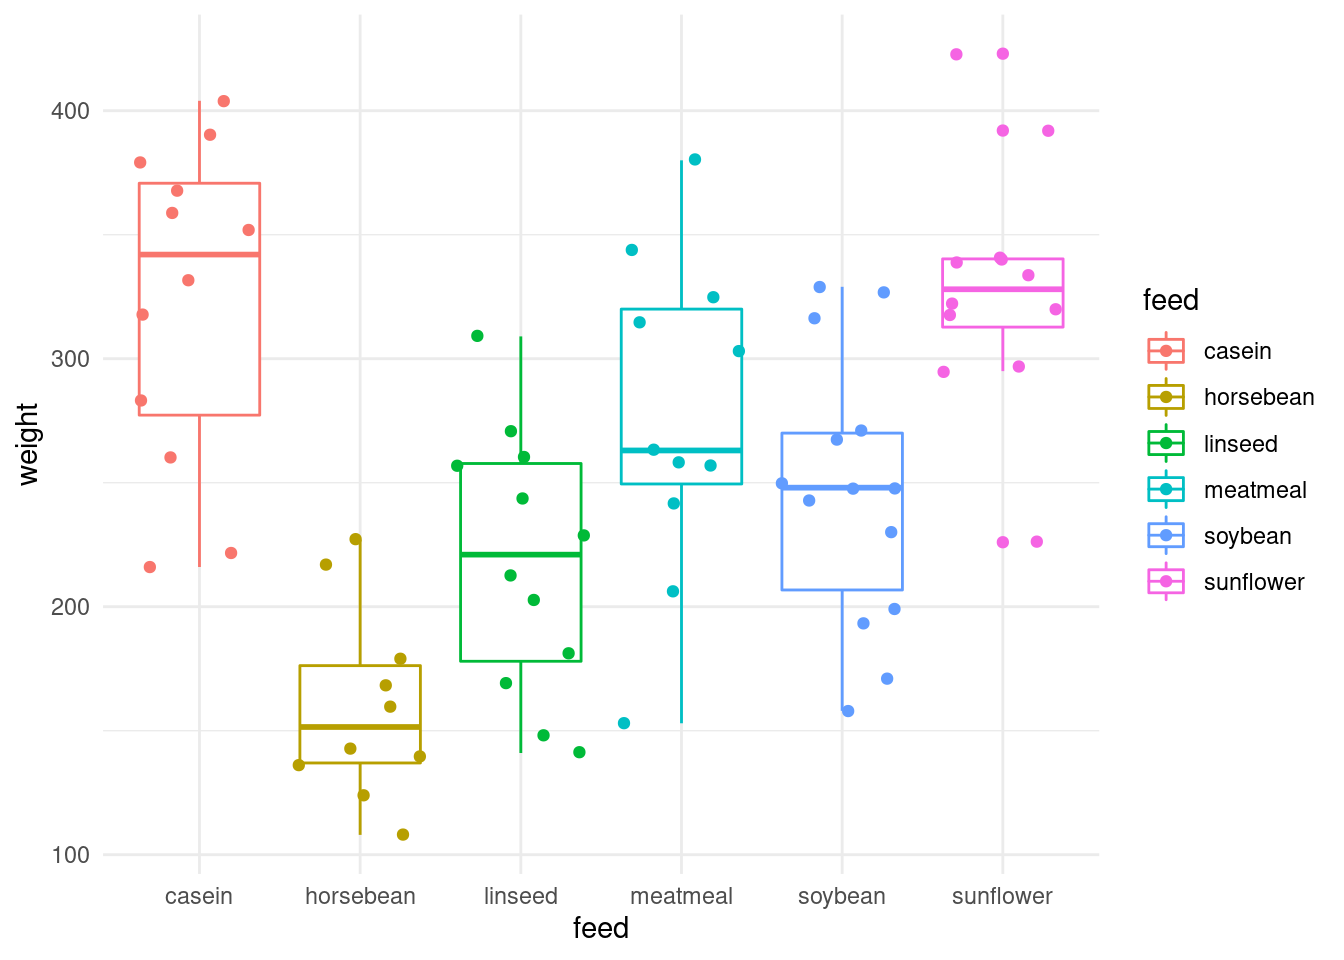 400
300
200
100
weight
casein
horsebean
linseed
meatmeal
soybean
sunflower
feed
feed
casein
horsebean
linseed
meatmeal
soybean
sunflower